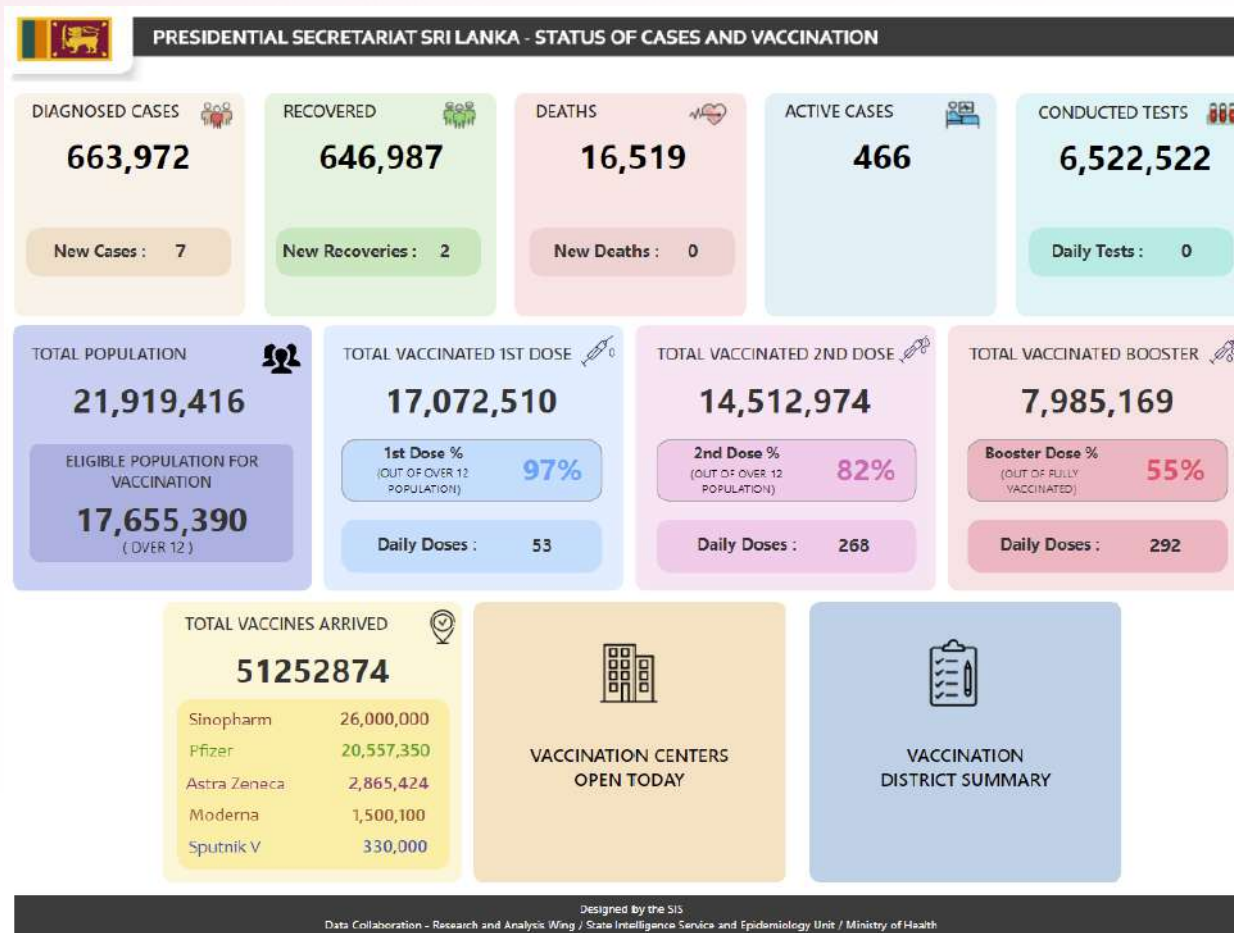 PRESIDENTIAL SECRETARIAT SRI LANKA - STATUS OF CASES AND VACCINATION
DIAGNOSED CASES
663,972
New Cases : 7
RECOVERED
646,987
New Recoveries : 2
DEATHS
16,519
New Deaths : 0
ACTIVE CASES
466
CONDUCTED TESTS
6,522,522
Daily Tests : 0
TOTAL POPULATION
21,919,416
ELIGIBLE POPULATION FOR
VACCINATION
17,655,390
( OVER 12 )
TOTAL VACCINATED 1ST DOSE
17,072,510
1st Dose %
(OUT OF OVER 12
POPULATION)
97%
Daily Doses : 53
TOTAL VACCINATED 2ND DOSE
14,512,974
2nd Dose %
(OUT OF OVER 12
POPULATION)
82%
Daily Doses : 268
TOTAL VACCINATED BOOSTER
7,985,169
Booster Dose %
(OUT OF FULLY
VACCINATED)
55%
Daily Doses : 292
TOTAL VACCINES ARRIVED
51252874
Sinopharm 26,000,000
Pfizer 20,557,350
Astra Zeneca 2,865,424
Moderna 1,500,100
Sputnik V 330,000
VACCINATION CENTERS
OPEN TODAY
VACCINATION
DISTRICT SUMMARY
Designed by the SIS
Data Collaboration - Research and Analysis Wing / State Intelligence Service and Epidemiology Unit / Ministry of Health